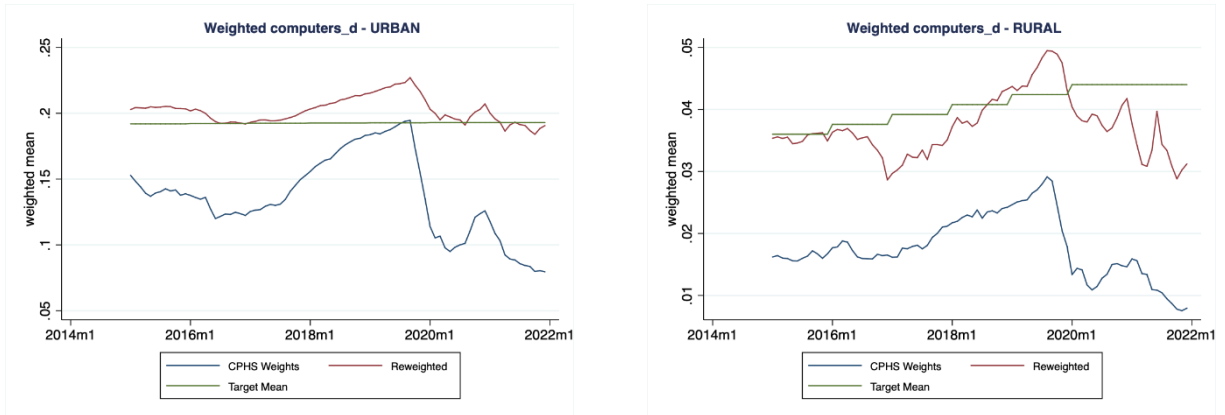 Weighted computers_d - URBAN
weighted mean
.25
.2
.15
.1
.05
2014m1 2016m1 2018m1 2020m1 2022m1
CPHS Weights Reweighted
Target Mean
Weighted computers_d - RURAL
weighted mean
.05
.04
.03
.02
.01
2014m1 2016m1 2018m1 2020m1 2022m1
CPHS Weights Reweighted
Target Mean